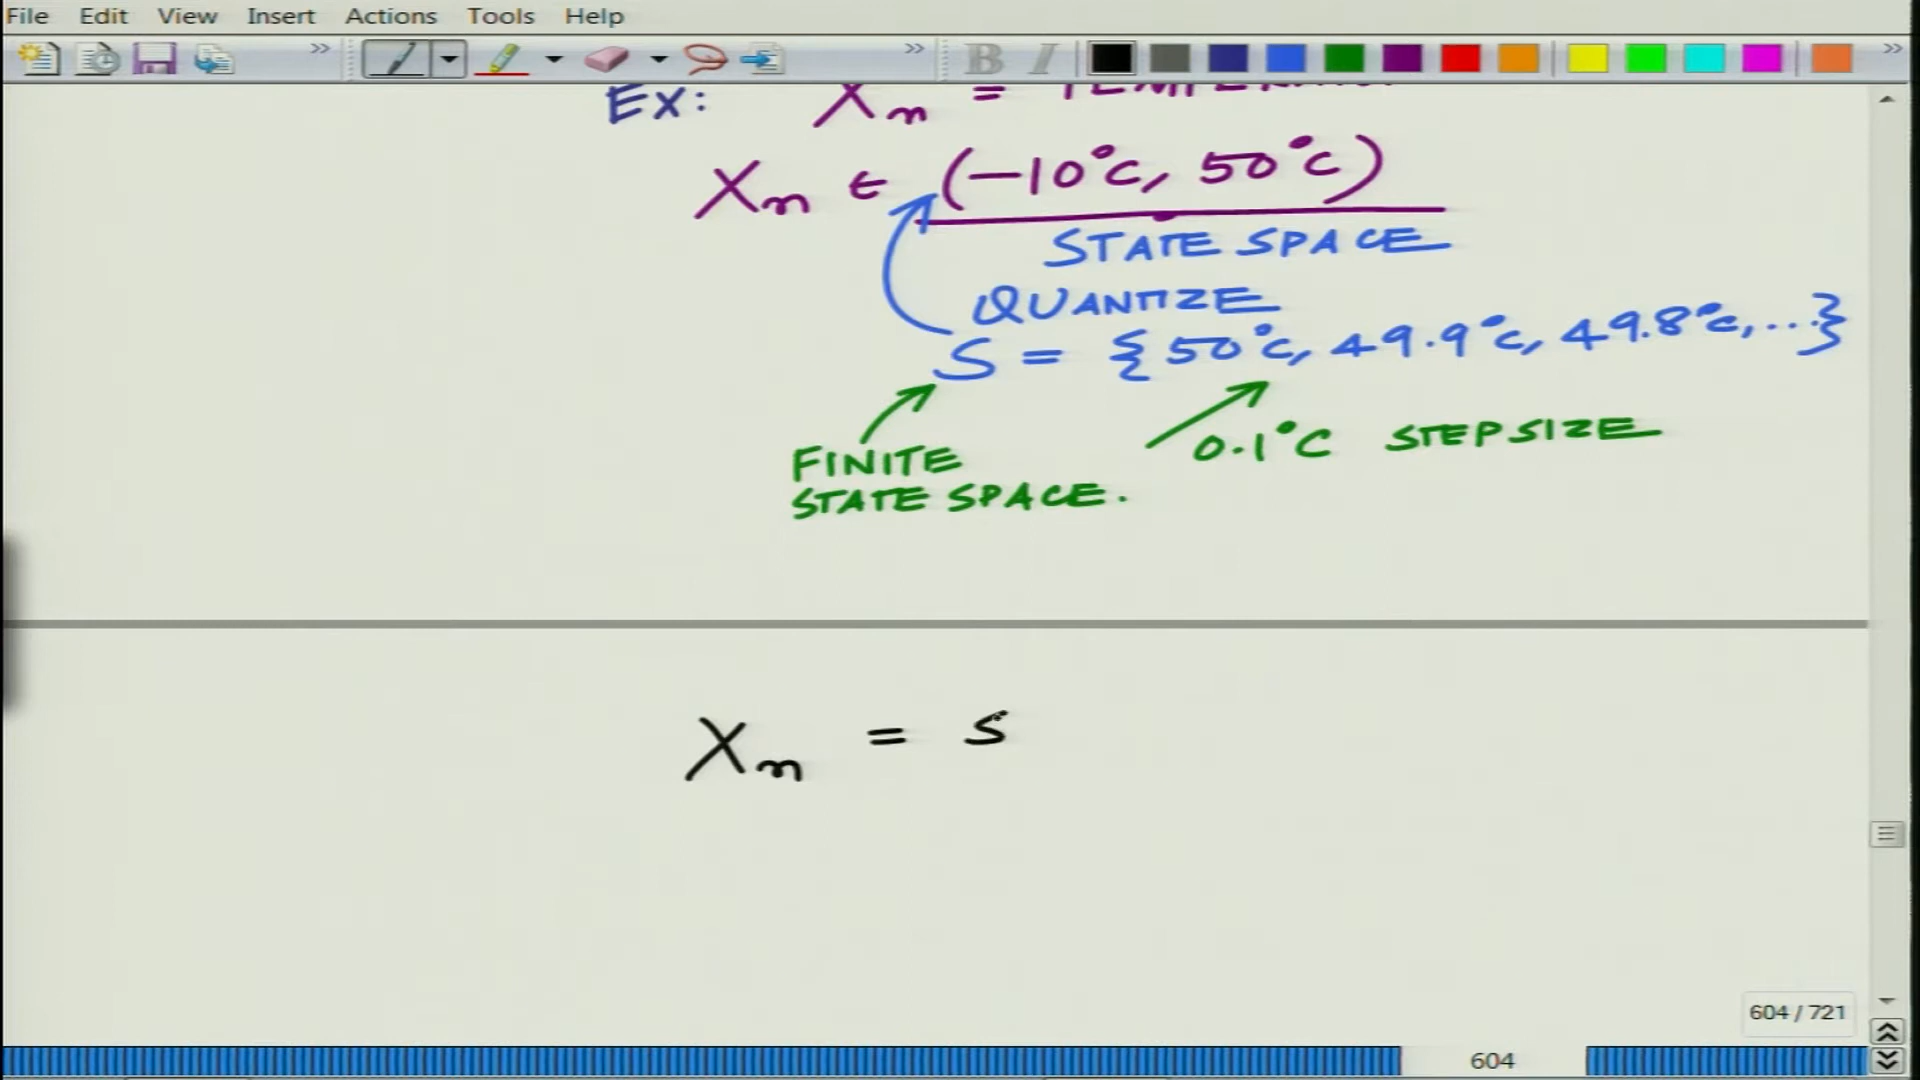 File Edit View Insert Actions Tools Help
B I
Ex: Xn =
Xn ∈ (-10°C, 50°C)
STATE SPACE
QUANTIZE
S = {50°C, 49.9°C, 49.8°C, ...}
0.1°C STEPSIZE
FINITE
STATE SPACE.
Xn = S
604 / 721
604